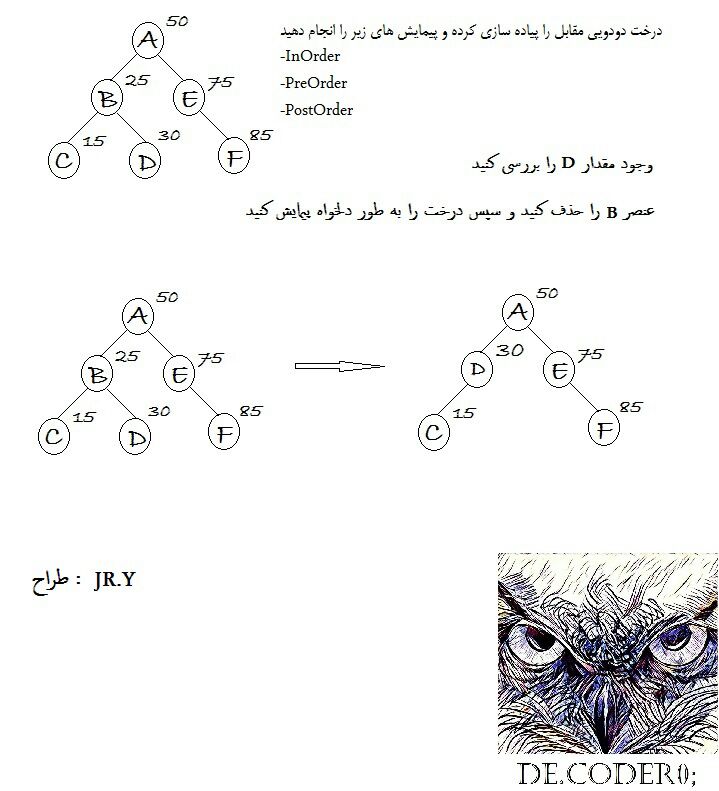 درخت دودویی مقابل را پیاده سازی کرده و پیمایش های زیر را انجام دهید
-InOrder
-PreOrder
-PostOrder
A 50
B 25 E 75
C 15 D 30 F 85
وجود مقدار D را بررسی کنید
عنصر B را حذف کنید و سپس درخت را به طور دلخواه پیمایش کنید
A 50
B 25 E 75
C 15 D 30 F 85
A 50
D 30 E 75
C 15 F 85
طراح : JR.Y
DE.CODER0;